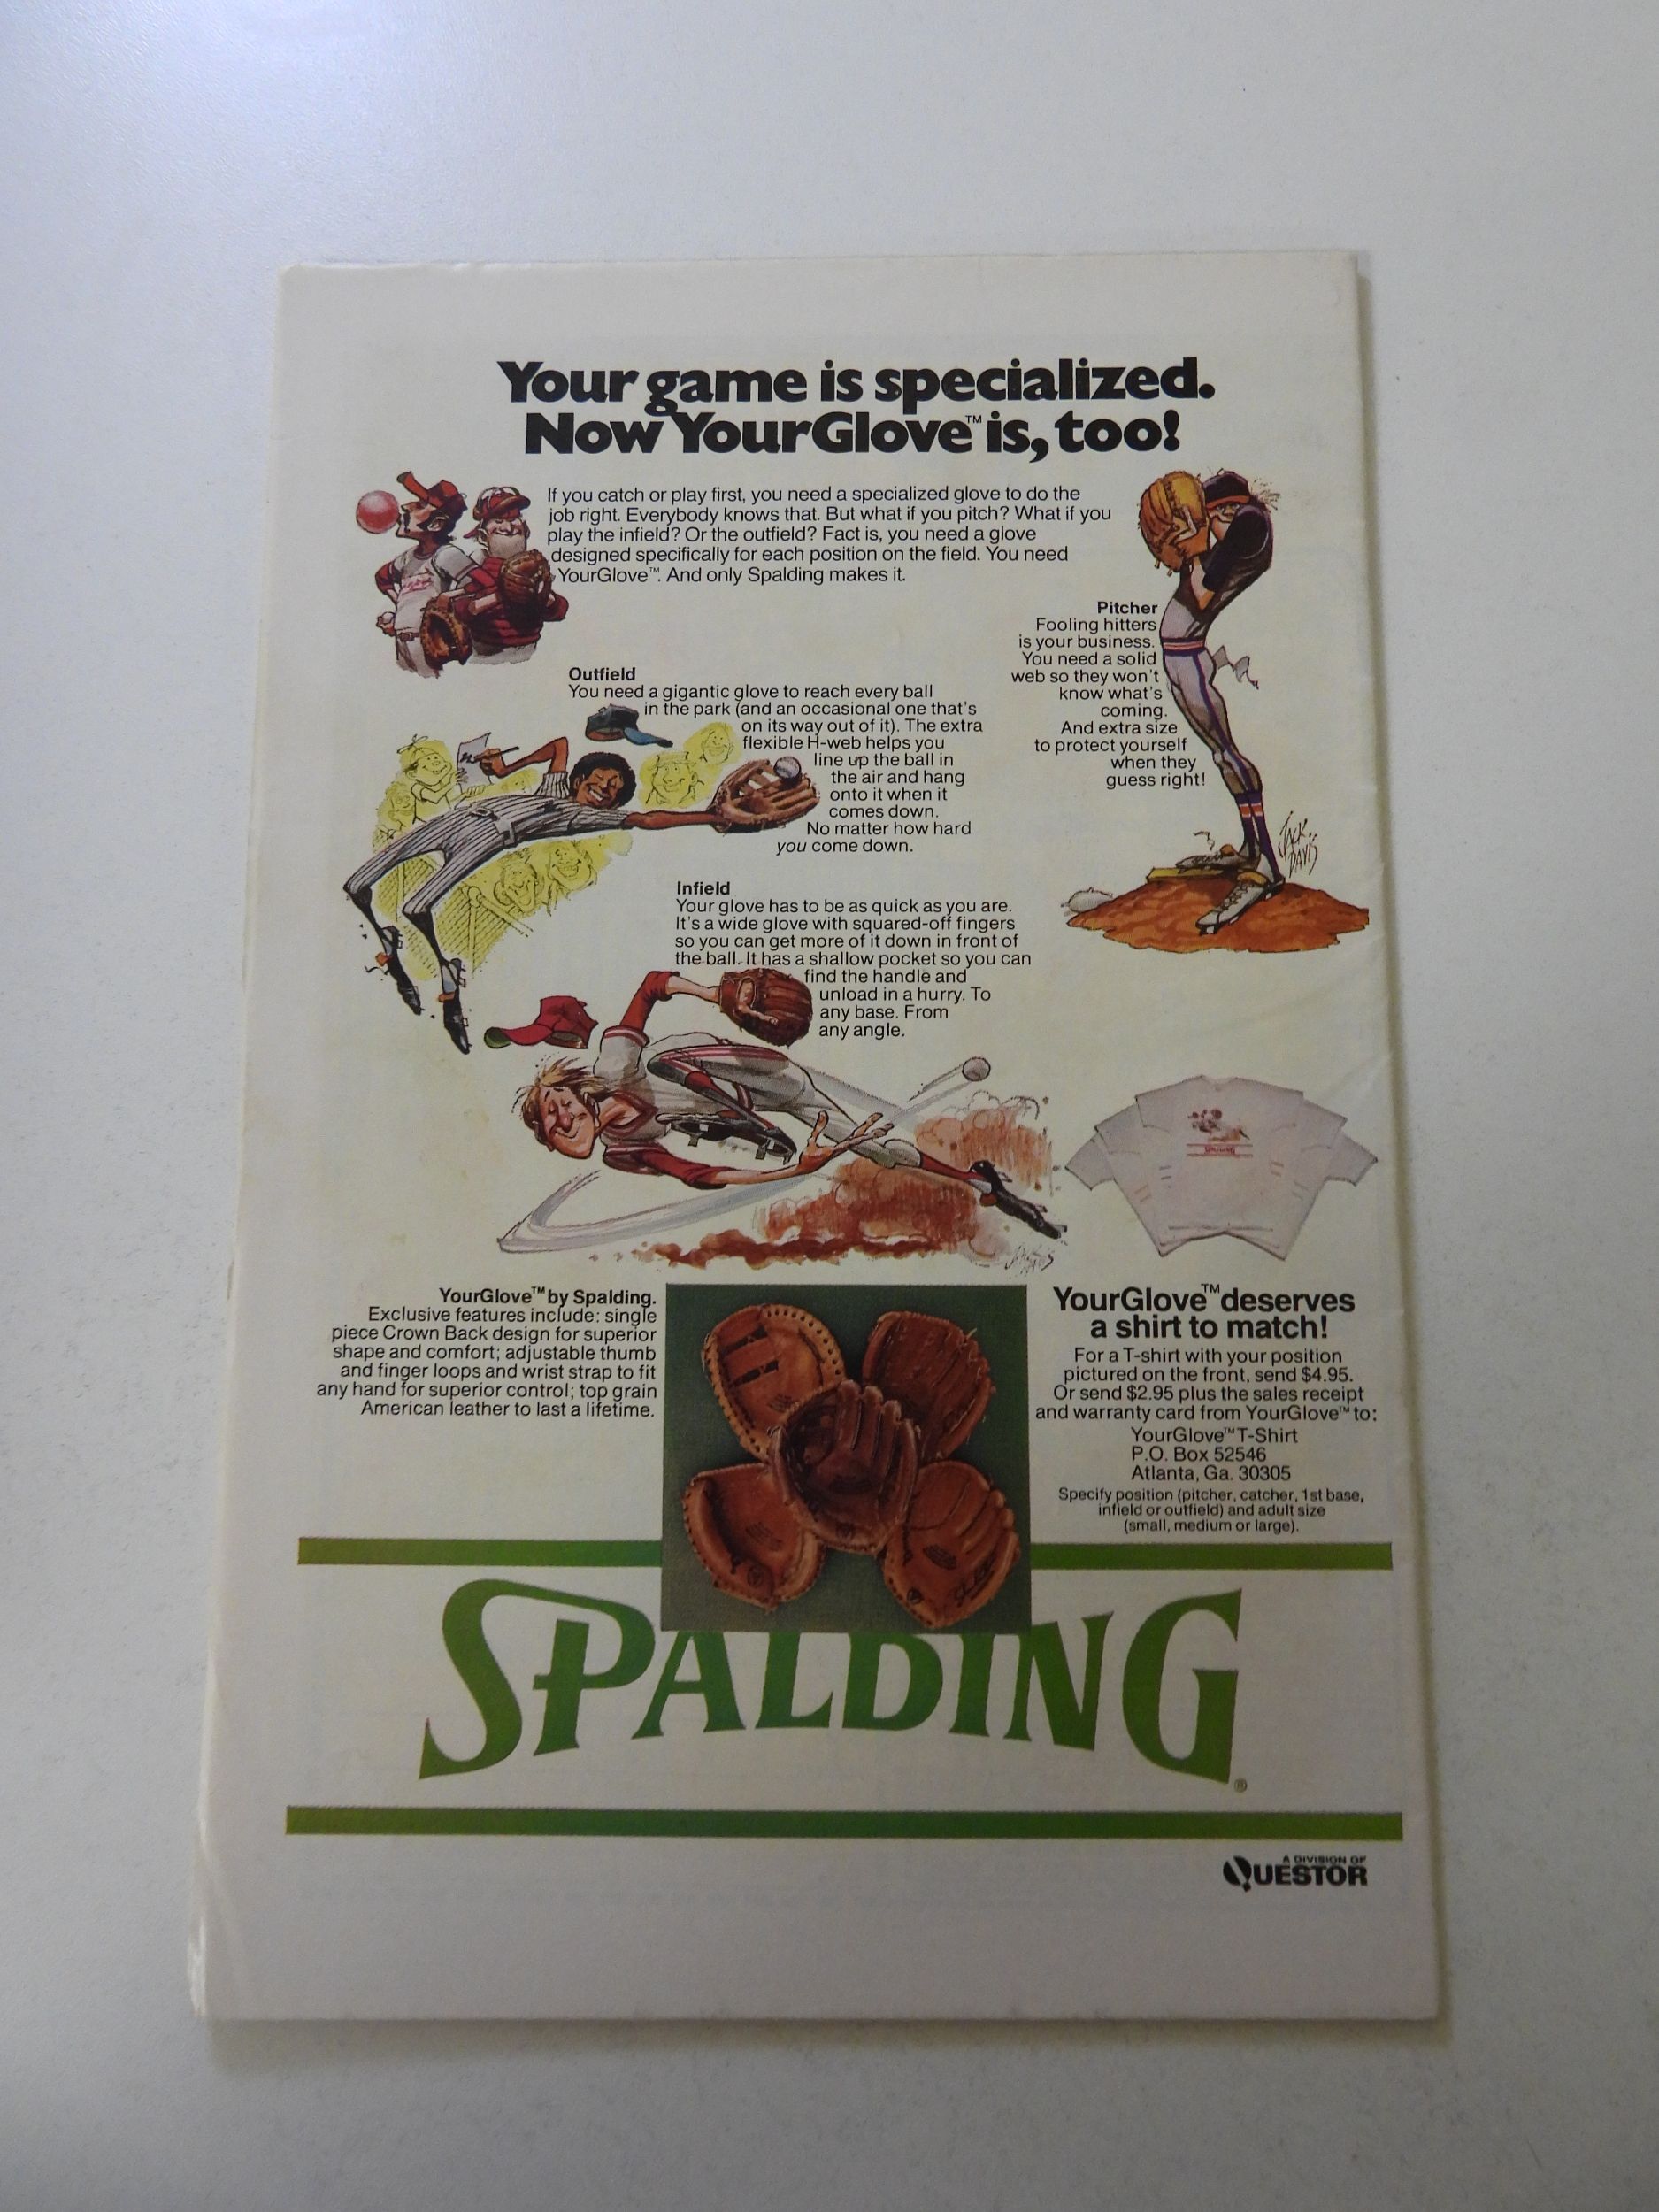 Your game is specialized.
Now YourGlove™ is, too!
If you catch or play first, you need a specialized glove to do the
job right. Everybody knows that. But what if you pitch? What if you
play the infield? Or the outfield? Fact is, you need a glove
designed specifically for each position on the field. You need
YourGlove™. And only Spalding makes it.
Pitcher
Fooling hitters
is your business.
You need a solid
web so they won't
know what's
coming.
And extra size
to protect yourself
when they
guess right!
JACK
DAVIS
Outfield
You need a gigantic glove to reach every ball
in the park (and an occasional one that's
on its way out of it). The extra
flexible H-web helps you
line up the ball in
the air and hang
onto it when it
comes down.
No matter how hard
you come down.
Infield
Your glove has to be as quick as you are.
It's a wide glove with squared-off fingers
so you can get more of it down in front of
the ball. It has a shallow pocket so you can
find the handle and
unload in a hurry. To
any base. From
any angle.
YourGlove™ by Spalding.
Exclusive features include: single
piece Crown Back design for superior
shape and comfort; adjustable thumb
and finger loops and wrist strap to fit
any hand for superior control; top grain
American leather to last a lifetime.
YourGlove™ deserves
a shirt to match!
For a T-shirt with your position
pictured on the front, send $4.95.
Or send $2.95 plus the sales receipt
and warranty card from YourGlove™ to:
YourGlove™ T-Shirt
P.O. Box 52546
Atlanta, Ga. 30305
Specify position (pitcher, catcher, 1st base,
infield or outfield) and adult size
(small, medium or large).
SPALDING®
A DIVISION OF
QUESTOR